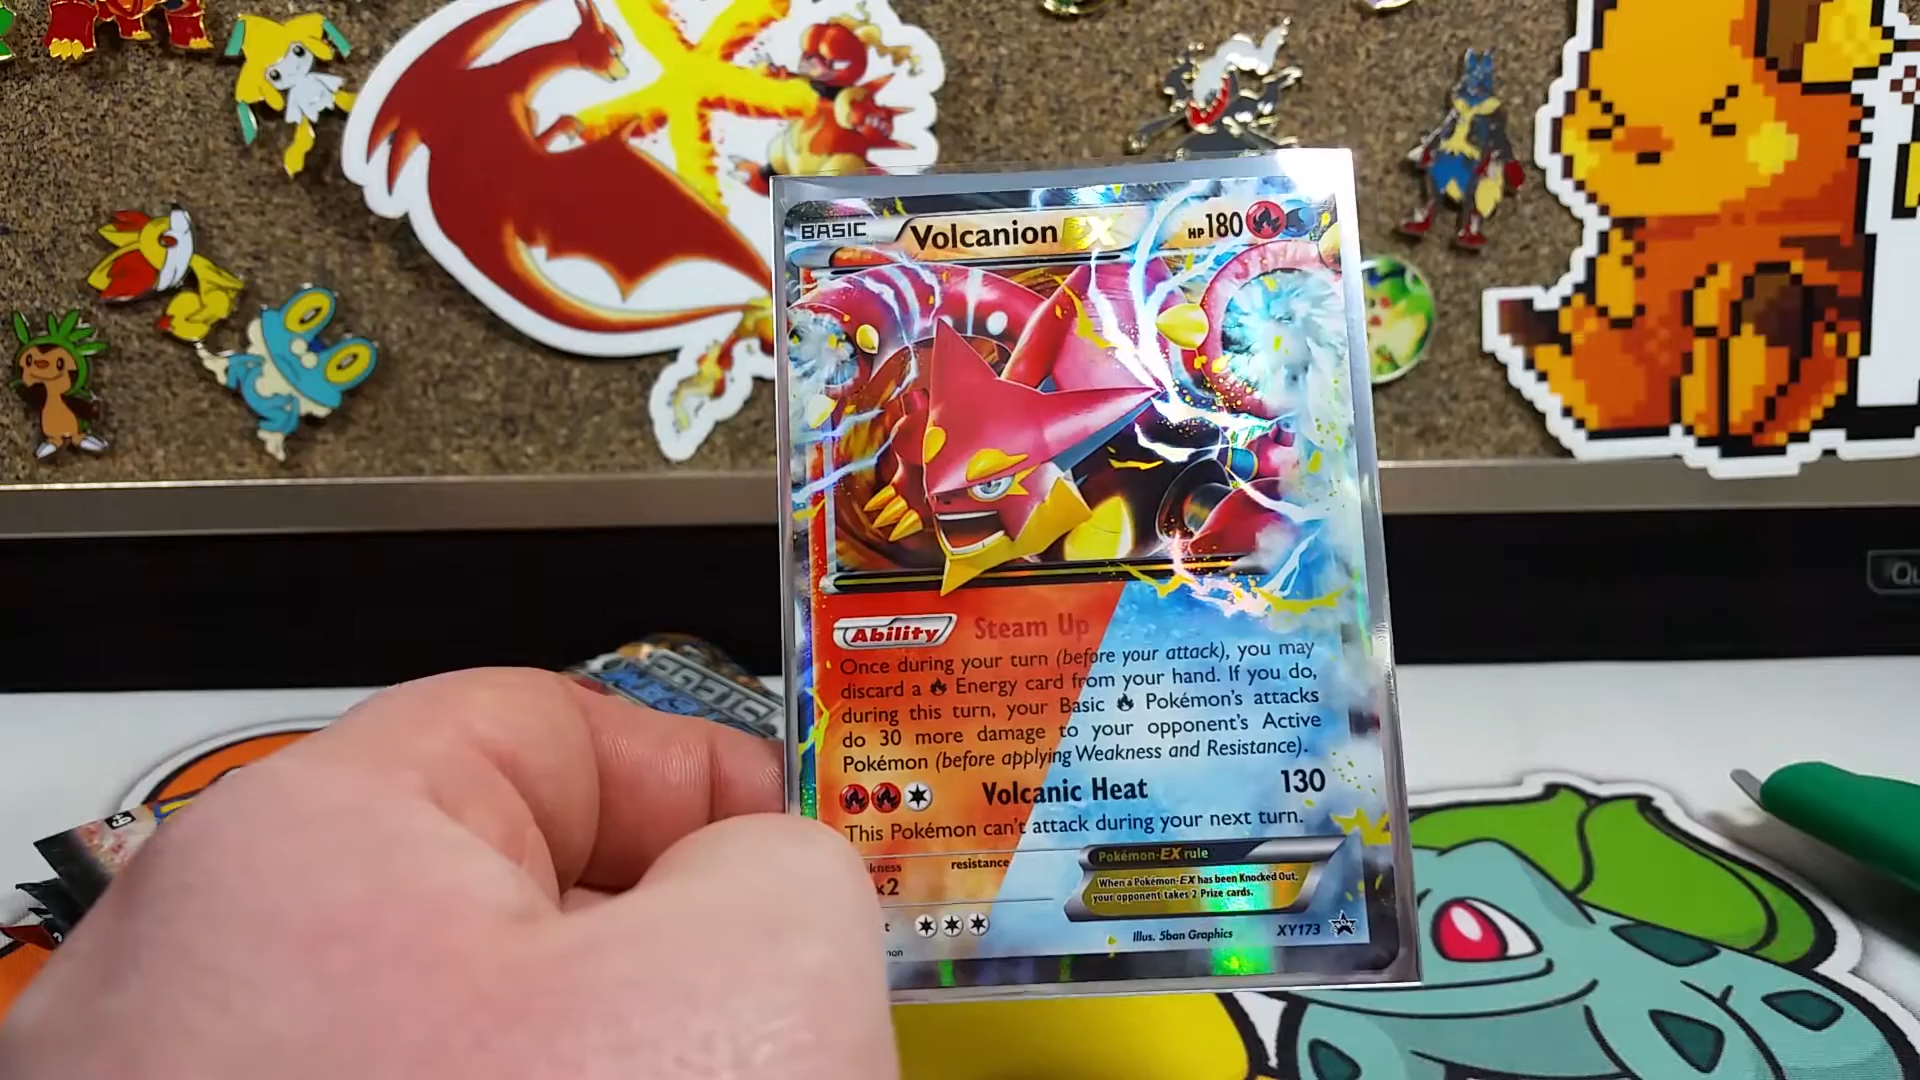 BASIC
Volcanion EX
HP180
Ability Steam Up
Once during your turn (before your attack), you may
discard a Energy card from your hand. If you do,
during this turn, your Basic Pokémon's attacks
do 30 more damage to your opponent's Active
Pokémon (before applying Weakness and Resistance).
Volcanic Heat 130
This Pokémon can't attack during your next turn.
resistance
x2
Pokémon-EX rule
When a Pokémon-EX has been Knocked Out,
your opponent takes 2 Prize cards.
Illus. 5ban Graphics
XY173